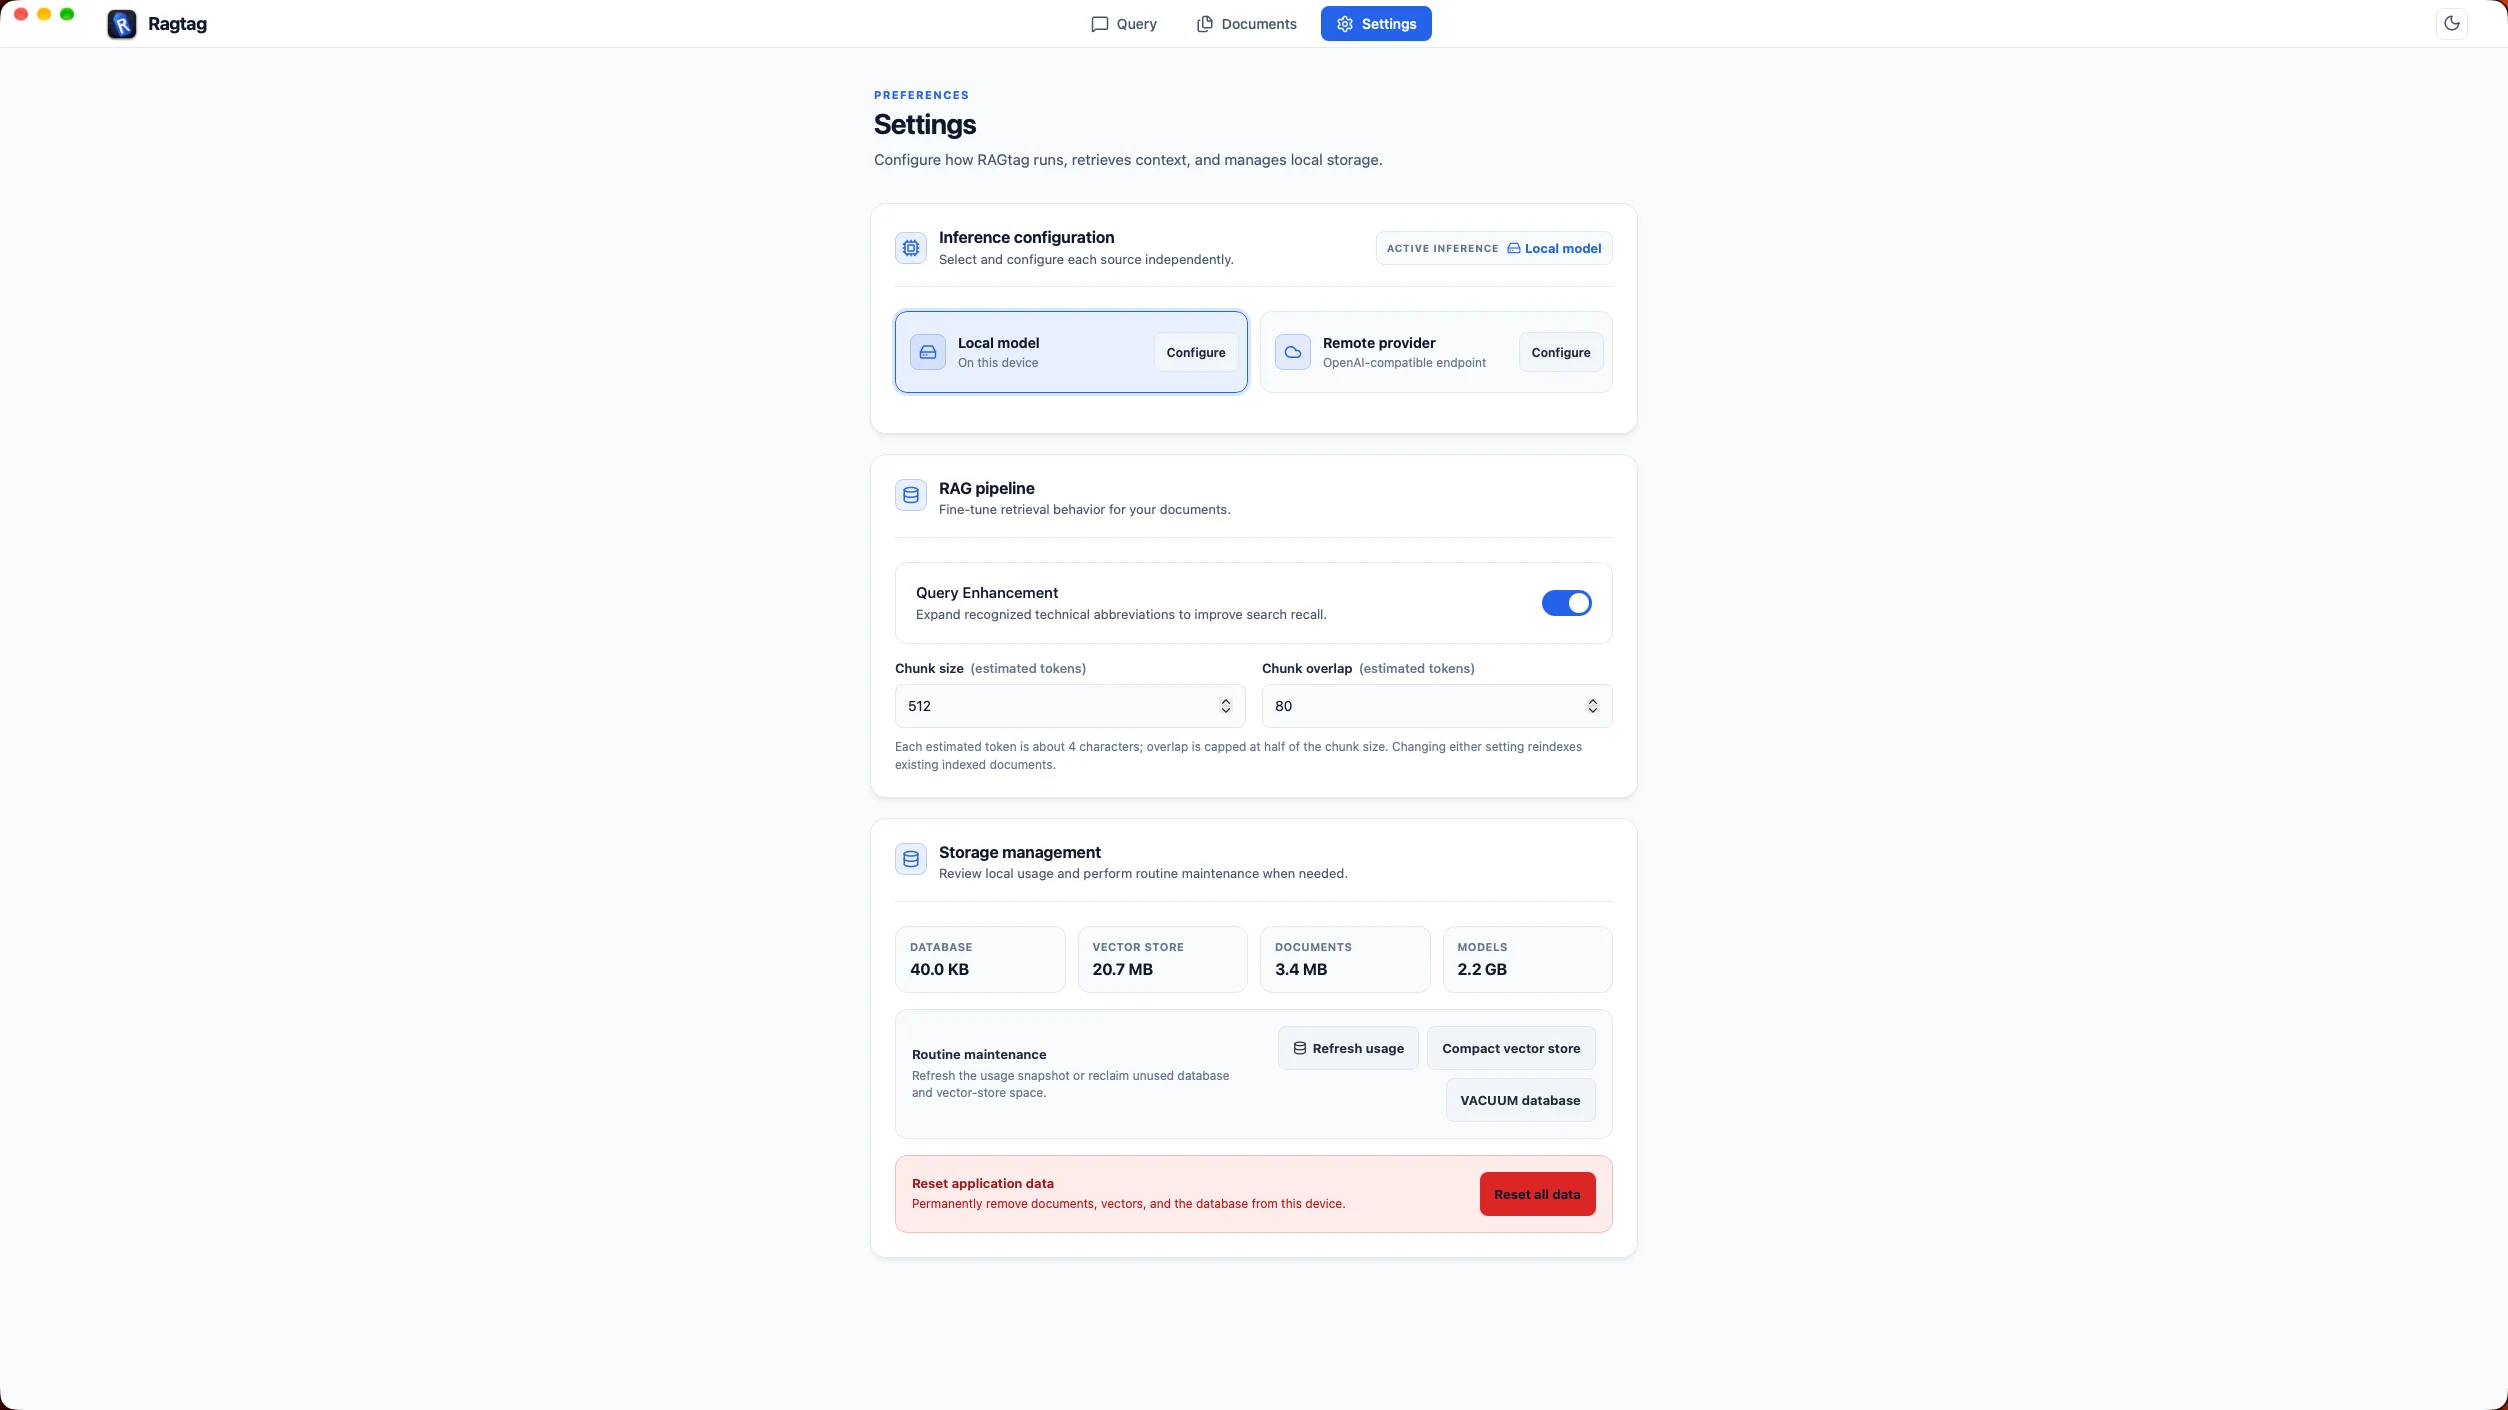 Ragtag
Query
Documents
Settings
PREFERENCES
Settings
Configure how RAGtag runs, retrieves context, and manages local storage.
Inference configuration
Select and configure each source independently.
ACTIVE INFERENCE Local model
Local model
On this device
Configure
Remote provider
OpenAI-compatible endpoint
Configure
RAG pipeline
Fine-tune retrieval behavior for your documents.
Query Enhancement
Expand recognized technical abbreviations to improve search recall.
Chunk size (estimated tokens)
512
Chunk overlap (estimated tokens)
80
Each estimated token is about 4 characters; overlap is capped at half of the chunk size. Changing either setting reindexes
existing indexed documents.
Storage management
Review local usage and perform routine maintenance when needed.
DATABASE
40.0 KB
VECTOR STORE
20.7 MB
DOCUMENTS
3.4 MB
MODELS
2.2 GB
Routine maintenance
Refresh the usage snapshot or reclaim unused database
and vector-store space.
Refresh usage
Compact vector store
VACUUM database
Reset application data
Permanently remove documents, vectors, and the database from this device.
Reset all data